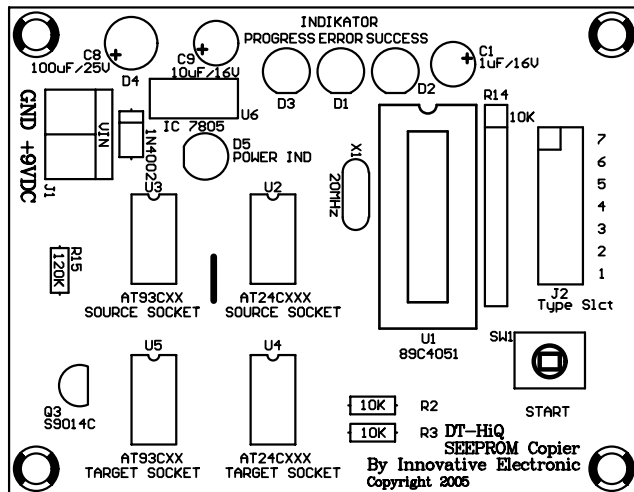 INDIKATOR
PROGRESS ERROR SUCCESS
C8
100uF/25V
D4
C9
10uF/16V
C1
1uF/16V
D3
D1
D2
R14
10K
U6
IC 7805
1N4002
VIN
GND +9VDC
J1
D5
POWER IND
X1
20MHz
7
6
5
4
3
2
1
J2
Type Slct
U3
U2
R15
120K
AT93CXX
SOURCE SOCKET
AT24CXXX
SOURCE SOCKET
U1
89C4051
SW1
START
U5
U4
Q3
S9014C
AT93CXX
TARGET SOCKET
AT24CXXX
TARGET SOCKET
10K R2
10K R3
DT-HiQ
SEEPROM Copier
By Innovative Electronic
Copyright 2005